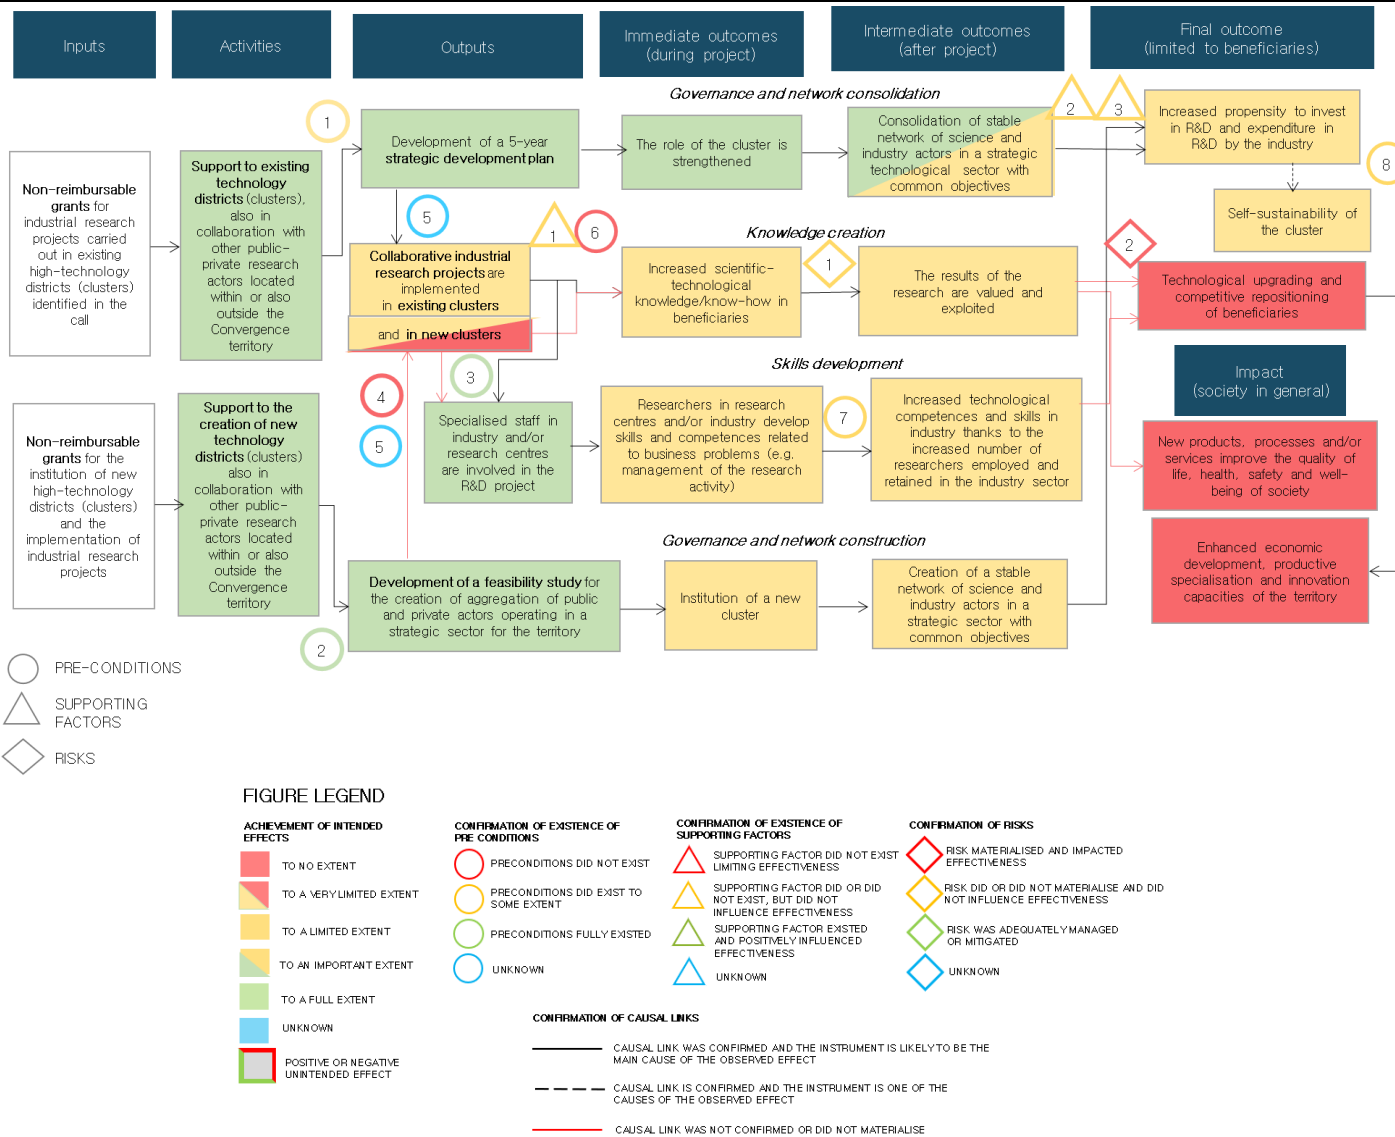 Inputs
Activities
Outputs
Immediate outcomes
(during project)
Intermediate outcomes
(after project)
Final outcome
(limited to beneficiaries)
Governance and network consolidation
1
Development of a 5-year
strategic development plan
The role of the cluster is
strengthened
Consolidation of stable
network of science and
industry actors in a strategic
technological sector with
common objectives
2
3
Increased propensity to invest
in R&D and expenditure in
R&D by the industry
8
Self-sustainability of
the cluster
Non-reimbursable
grants for
industrial research
projects carried
out in existing
high-technology
districts (clusters)
identified in the
call
Support to existing
technology
districts (clusters),
also in
collaboration with
other public-
private research
actors located
within or also
outside the
Convergence
territory
5
1
6
Knowledge creation
Collaborative industrial
research projects are
implemented
in existing clusters
and in new clusters
Increased scientific-
technological
knowledge/know-how in
beneficiaries
1
The results of the
research are valued and
exploited
2
Technological upgrading and
competitive repositioning
of beneficiaries
Skills development
3
4
5
Specialised staff in
industry and/or
research centres
are involved in the
R&D project
Researchers in research
centres and/or industry develop
skills and competences related
to business problems (e.g.
management of the research
activity)
7
Increased technological
competences and skills in
industry thanks to the
increased number of
researchers employed and
retained in the industry sector
Impact
(society in general)
New products, processes and/or
services improve the quality of
life, health, safety and well-
being of society
Enhanced economic
development, productive
specialisation and innovation
capacities of the territory
Non-reimbursable
grants for the
institution of new
high-technology
districts (clusters)
and the
implementation of
industrial research
projects
Support to the
creation of new
technology
districts (clusters)
also in
collaboration with
other public-
private research
actors located
within or also
outside the
Convergence
territory
Governance and network construction
2
Development of a feasibility study for
the creation of aggregation of public
and private actors operating in a
strategic sector for the territory
Institution of a new
cluster
Creation of a stable
network of science and
industry actors in a
strategic sector with
common objectives
PRE-CONDITIONS
SUPPORTING
FACTORS
RISKS
FIGURE LEGEND
ACHIEVEMENT OF INTENDED
EFFECTS
TO NO EXTENT
TO A VERY LIMITED EXTENT
TO A LIMITED EXTENT
TO AN IMPORTANT EXTENT
TO A FULL EXTENT
UNKNOWN
POSITIVE OR NEGATIVE
UNINTENDED EFFECT
CONFIRMATION OF EXISTENCE OF
PRE CONDITIONS
PRECONDITIONS DID NOT EXIST
PRECONDITIONS DID EXIST TO
SOME EXTENT
PRECONDITIONS FULLY EXISTED
UNKNOWN
CONFIRMATION OF EXISTENCE OF
SUPPORTING FACTORS
SUPPORTING FACTOR DID NOT EXIST
LIMITING EFFECTIVENESS
SUPPORTING FACTOR DID OR DID
NOT EXIST, BUT DID NOT
INFLUENCE EFFECTIVENESS
SUPPORTING FACTOR EXISTED
AND POSITIVELY INFLUENCED
EFFECTIVENESS
UNKNOWN
CONFIRMATION OF RISKS
RISK MATERIALISED AND IMPACTED
EFFECTIVENESS
RISK DID OR DID NOT MATERIALISE AND DID
NOT INFLUENCE EFFECTIVENESS
RISK WAS ADEQUATELY MANAGED
OR MITIGATED
UNKNOWN
CONFIRMATION OF CAUSAL LINKS
CAUSAL LINK WAS CONFIRMED AND THE INSTRUMENT IS LIKELY TO BE THE
MAIN CAUSE OF THE OBSERVED EFFECT
CAUSAL LINK IS CONFIRMED AND THE INSTRUMENT IS ONE OF THE
CAUSES OF THE OBSERVED EFFECT
CAUSAL LINK WAS NOT CONFIRMED OR DID NOT MATERIALISE